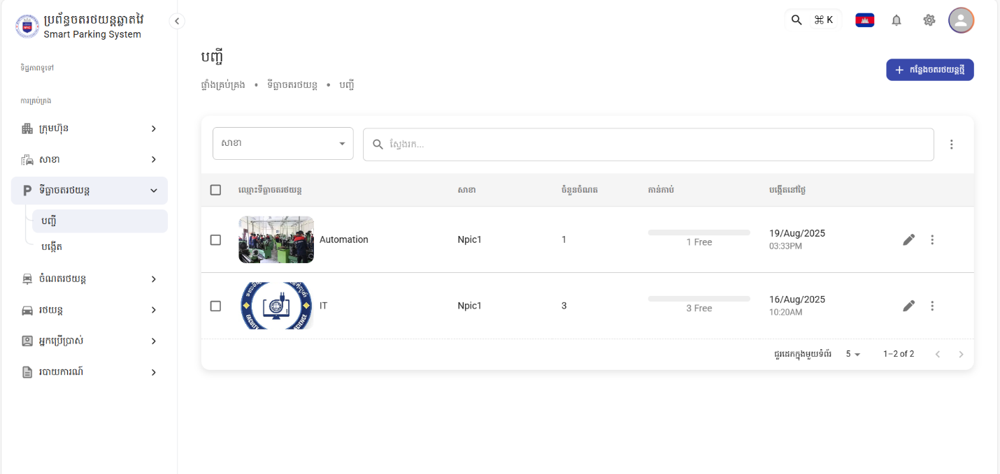 ប្រព័ន្ធចតរថយន្តឆ្លាតវៃ
Smart Parking System
⌘ K
ទិដ្ឋភាពទូទៅ
ការគ្រប់គ្រង
ក្រុមហ៊ុន
សាខា
ទីធ្លាចតរថយន្ត
បញ្ជី
បង្កើត
ចំណតរថយន្ត
រថយន្ត
អ្នកប្រើប្រាស់
របាយការណ៍
បញ្ជី
ផ្ទាំងគ្រប់គ្រង • ទីធ្លាចតរថយន្ត • បញ្ជី
+ កន្លែងចតរថយន្តថ្មី
សាខា
ស្វែងរក...
ឈ្មោះទីធ្លាចតរថយន្ត សាខា ចំនួនចំណត កាន់កាប់ បង្កើតនៅថ្ងៃ
Automation Npic1 1 1 Free 19/Aug/2025
03:33PM
IT Npic1 3 3 Free 16/Aug/2025
10:20AM
ជួរដេកក្នុងមួយទំព័រ 5 1–2 of 2